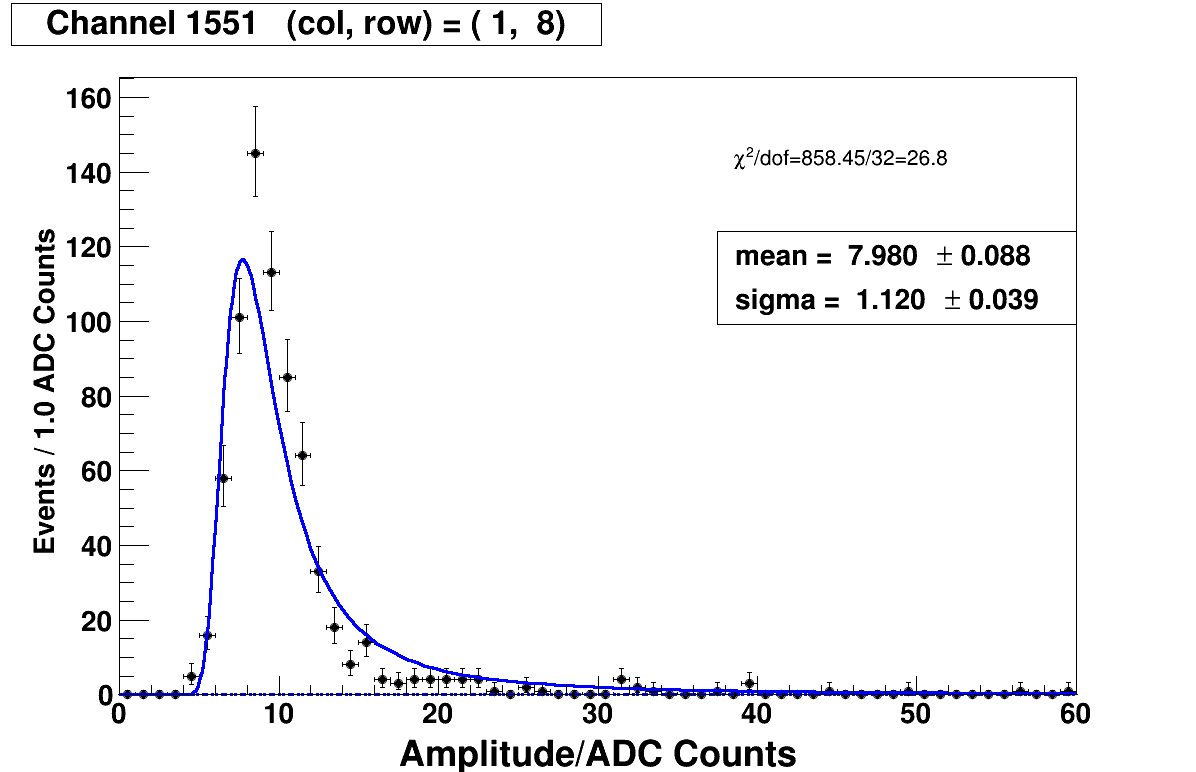 Channel 1551 (col, row) = ( 1, 8)
Events / 1.0 ADC Counts
160
140
120
100
80
60
40
20
0
χ²/dof=858.45/32=26.8
mean = 7.980 ± 0.088
sigma = 1.120 ± 0.039
0 10 20 30 40 50 60
Amplitude/ADC Counts